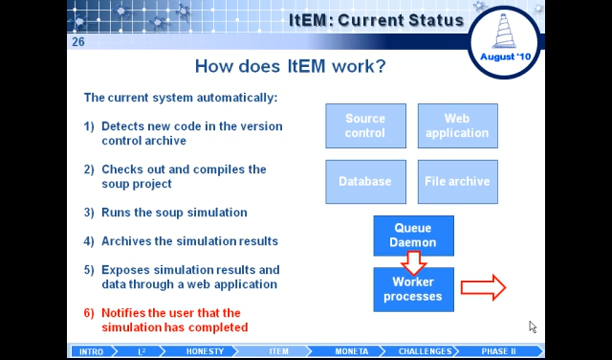 ItEM: Current Status
26
August '10
How does ItEM work?
The current system automatically:
1) Detects new code in the version
control archive
2) Checks out and compiles the
soup project
3) Runs the soup simulation
4) Archives the simulation results
5) Exposes simulation results and
data through a web application
6) Notifies the user that the
simulation has completed
Source
control
Web
application
Database
File archive
Queue
Daemon
Worker
processes
INTRO
L²
HONESTY
ITEM
MONETA
CHALLENGES
PHASE II